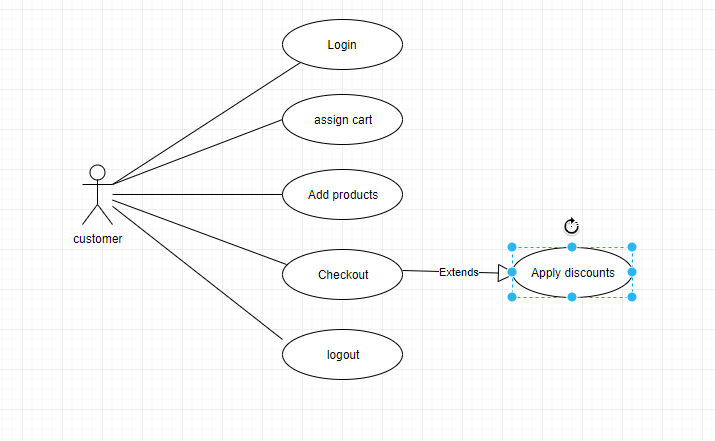 Login
assign cart
Add products
customer
Checkout
Extends
Apply discounts
logout